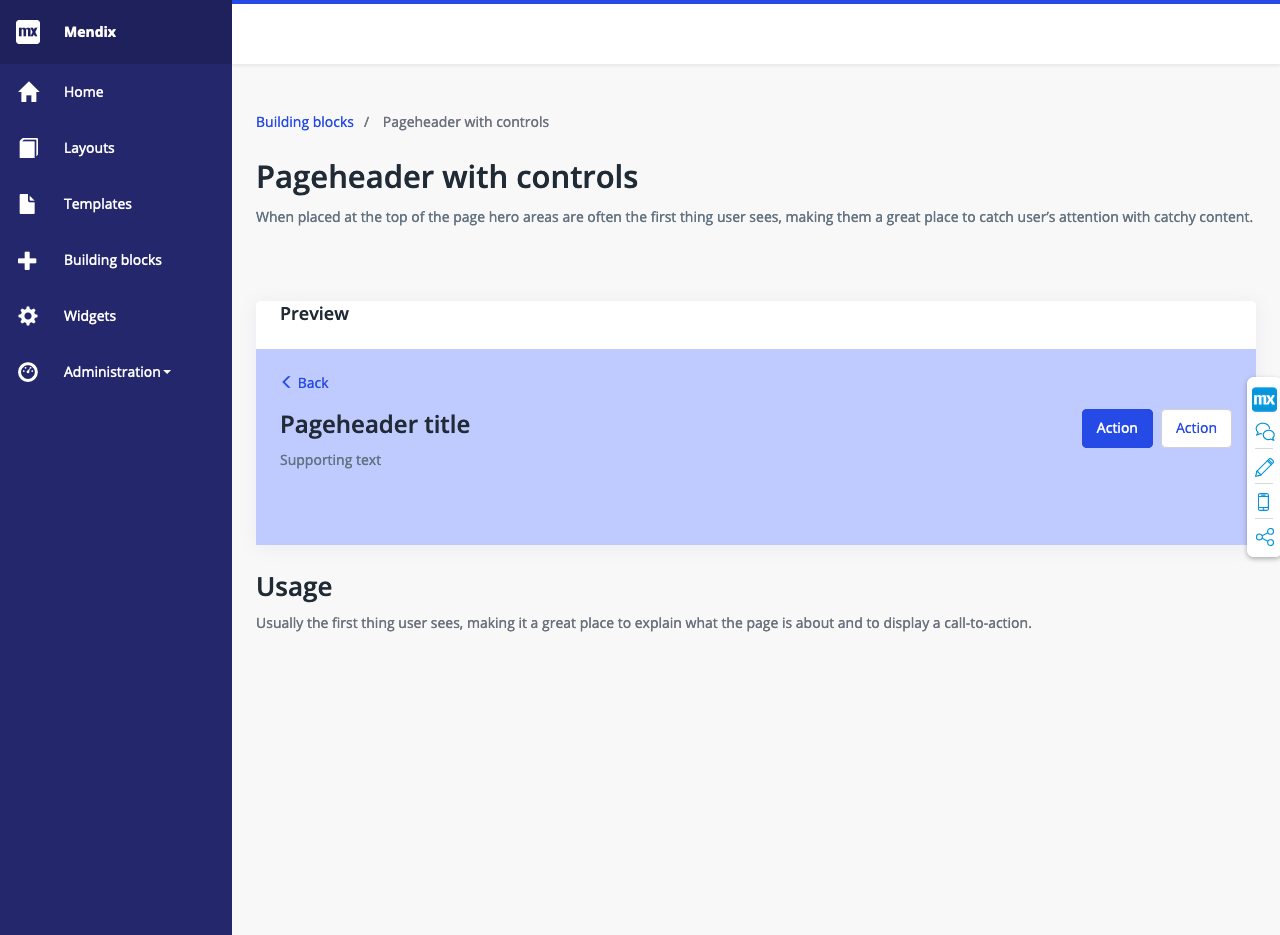 mx Mendix
Home
Layouts
Templates
Building blocks
Widgets
Administration
Building blocks / Pageheader with controls
Pageheader with controls
When placed at the top of the page hero areas are often the first thing user sees, making them a great place to catch user’s attention with catchy content.
Preview
Back
Pageheader title
Supporting text
Action Action
mx
Usage
Usually the first thing user sees, making it a great place to explain what the page is about and to display a call-to-action.